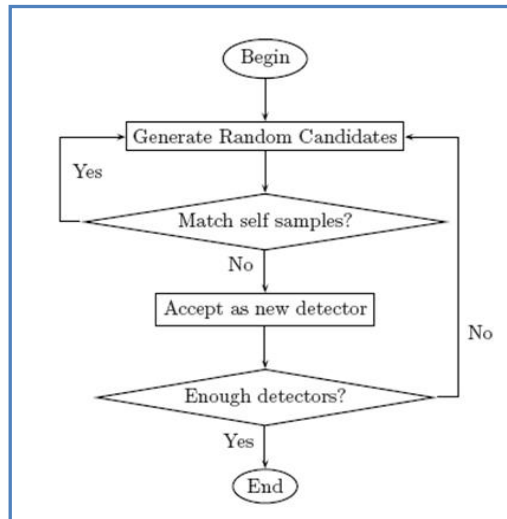 Begin
Generate Random Candidates
Yes
Match self samples?
No
Accept as new detector
No
Enough detectors?
Yes
End